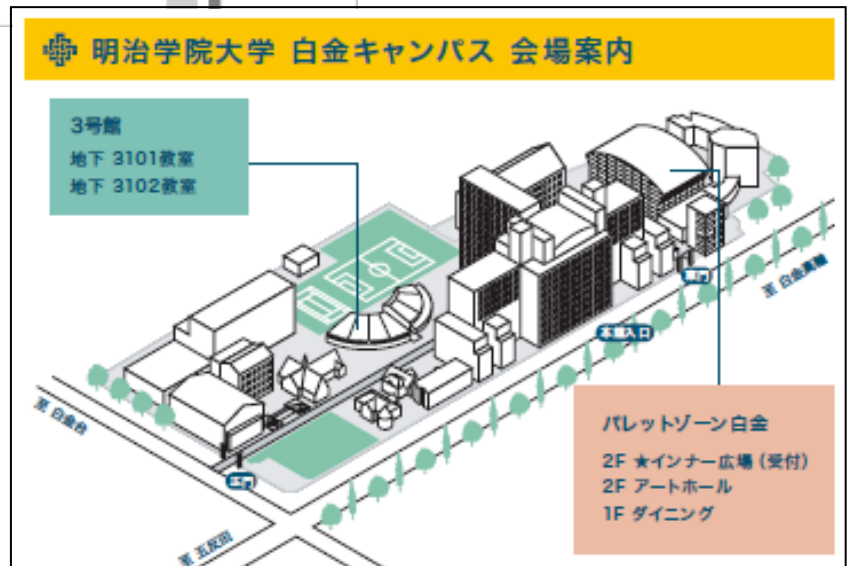 明治学院大学 白金キャンパス 会場案内
3号館
地下 3101教室
地下 3102教室
至 白金高輪
本館入口
至 白金台
正門
至 五反田
パレットゾーン白金
2F ★インナー広場（受付）
2F アートホール
1F ダイニング